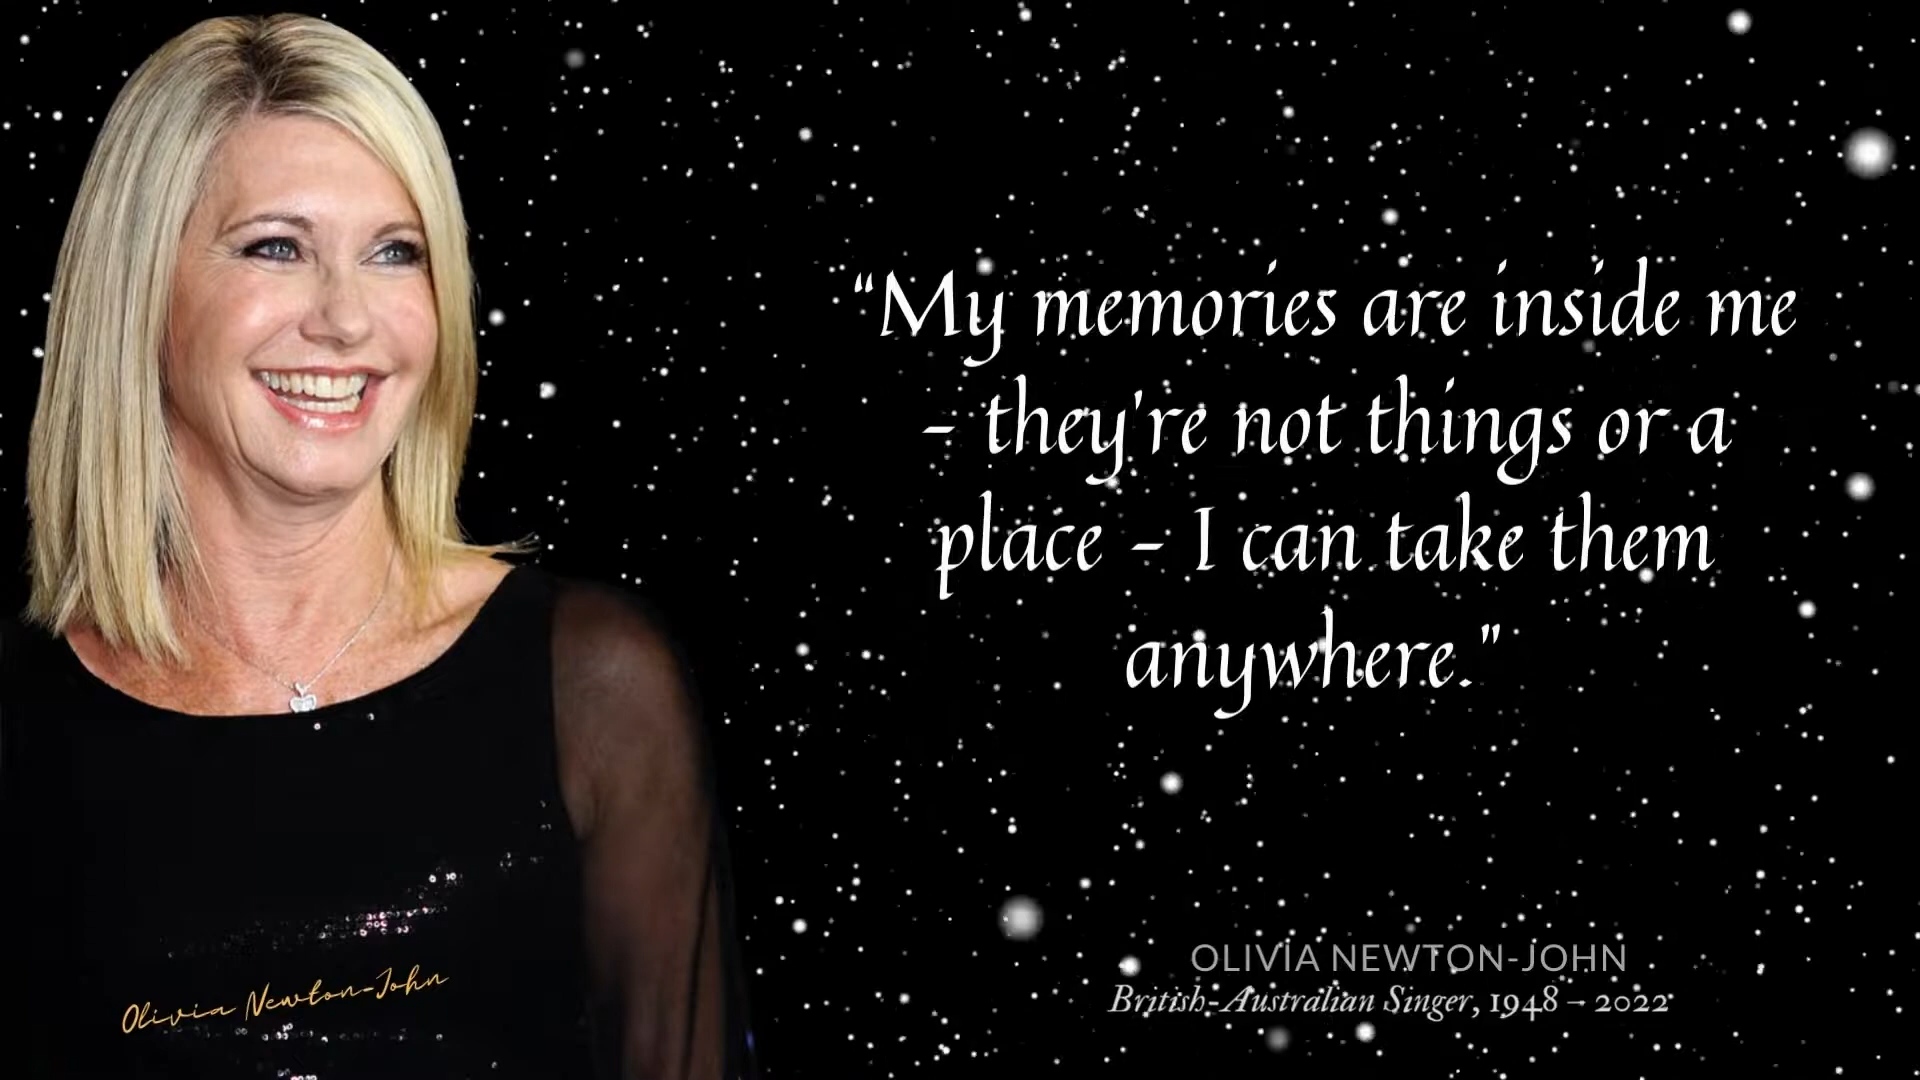 “My memories are inside me
– they're not things or a
place – I can take them
anywhere.”
OLIVIA NEWTON-JOHN
British-Australian Singer, 1948 – 2022
Olivia Newton-John